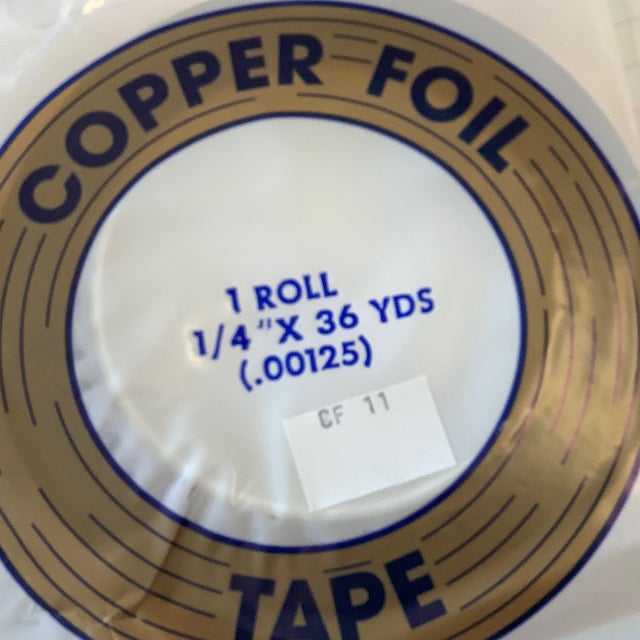 COPPER FOIL
1 ROLL
1/4"X 36 YDS
(.00125)
CF 11
TAPE